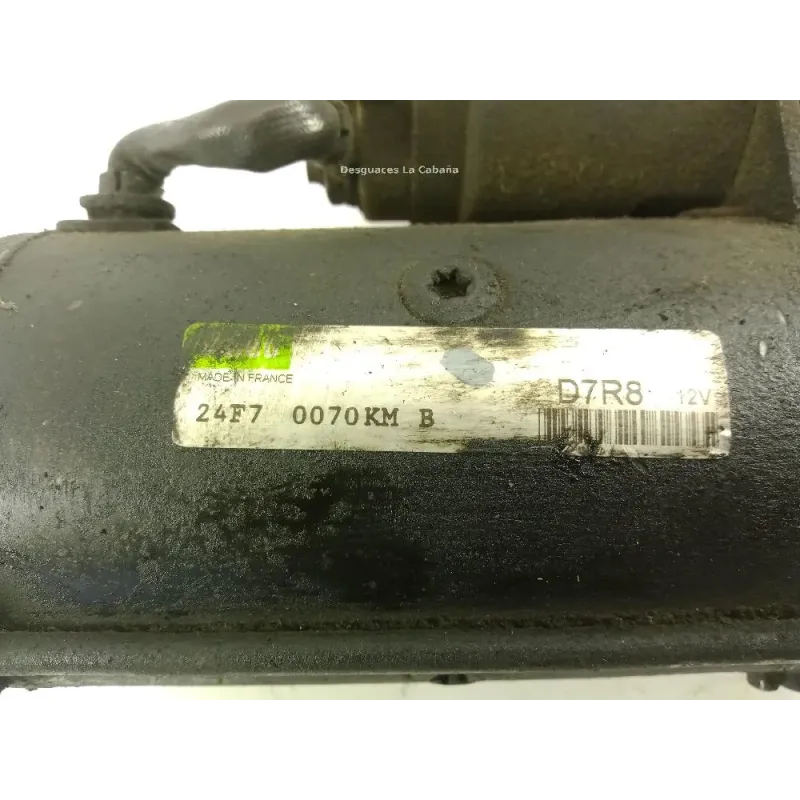 Desguaces La Cabaña
MADE IN FRANCE
D7R8 12V
24F7 0070KM B